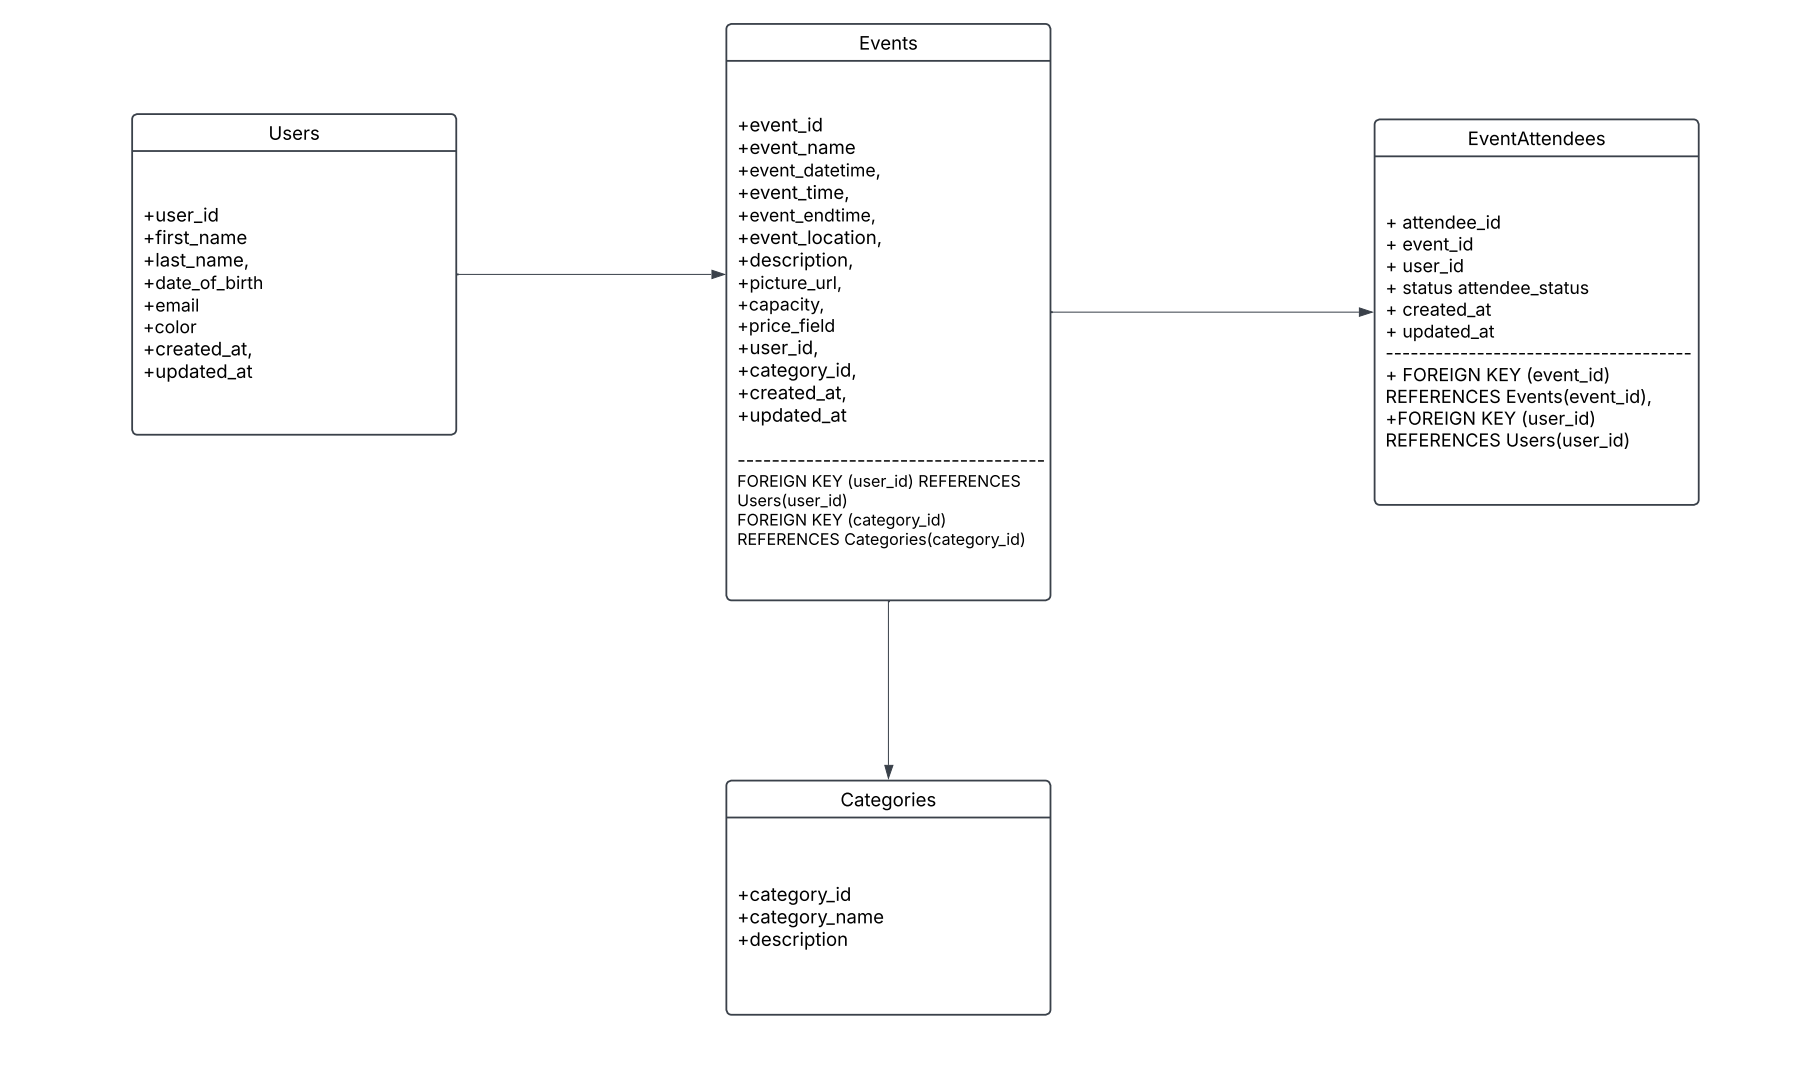 Users
+user_id
+first_name
+last_name,
+date_of_birth
+email
+color
+created_at,
+updated_at
Events
+event_id
+event_name
+event_datetime,
+event_time,
+event_endtime,
+event_location,
+description,
+picture_url,
+capacity,
+price_field
+user_id,
+category_id,
+created_at,
+updated_at
FOREIGN KEY (user_id) REFERENCES
Users(user_id)
FOREIGN KEY (category_id)
REFERENCES Categories(category_id)
EventAttendees
+ attendee_id
+ event_id
+ user_id
+ status attendee_status
+ created_at
+ updated_at
+ FOREIGN KEY (event_id)
REFERENCES Events(event_id),
+FOREIGN KEY (user_id)
REFERENCES Users(user_id)
Categories
+category_id
+category_name
+description